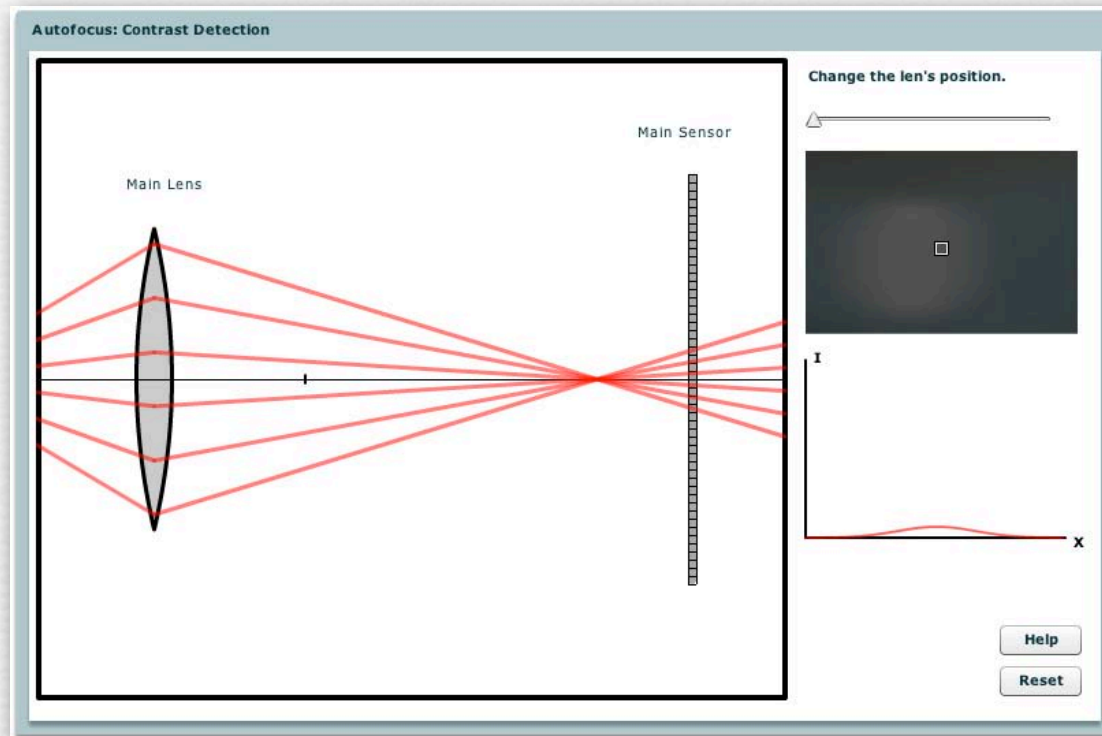 Autofocus: Contrast Detection
Change the len's position.
Main Sensor
Main Lens
I
X
Help
Reset